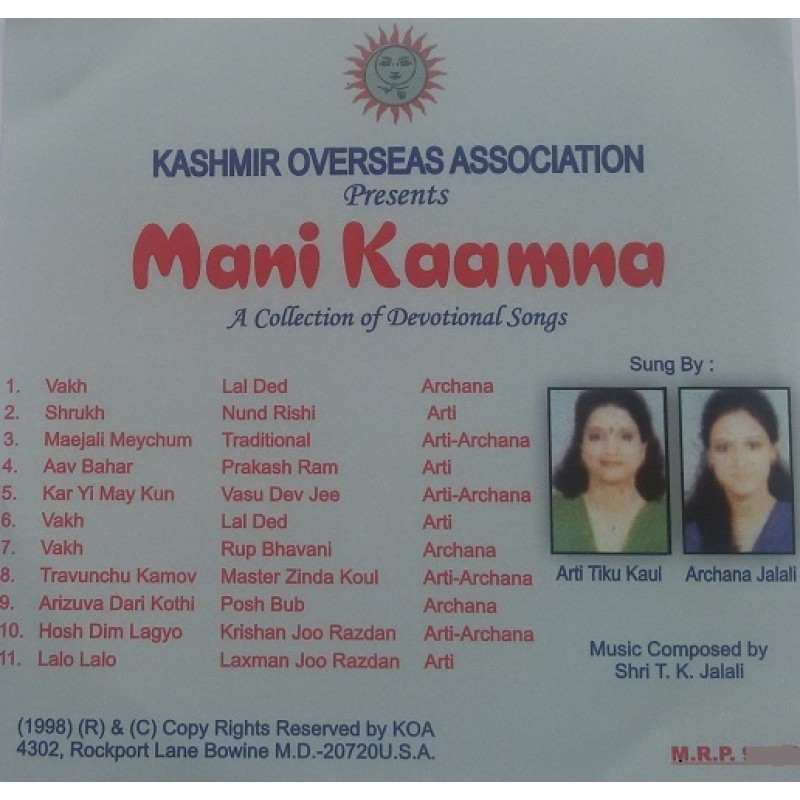 KASHMIR OVERSEAS ASSOCIATION
Presents
Mani Kaamna
A Collection of Devotional Songs
Sung By :
1. Vakh Lal Ded Archana
2. Shrukh Nund Rishi Arti
3. Maejali Meychum Traditional Arti-Archana
4. Aav Bahar Prakash Ram Arti
5. Kar Yi May Kun Vasu Dev Jee Arti-Archana
6. Vakh Lal Ded Arti
7. Vakh Rup Bhavani Archana
8. Travunchu Kamov Master Zinda Koul Arti-Archana
9. Arizuva Dari Kothi Posh Bub Archana
10. Hosh Dim Lagyo Krishan Joo Razdan Arti-Archana
11. Lalo Lalo Laxman Joo Razdan Arti
Arti Tiku Kaul Archana Jalali
Music Composed by
Shri T. K. Jalali
(1998) (R) & (C) Copy Rights Reserved by KOA
4302, Rockport Lane Bowine M.D.-20720U.S.A.
M.R.P.